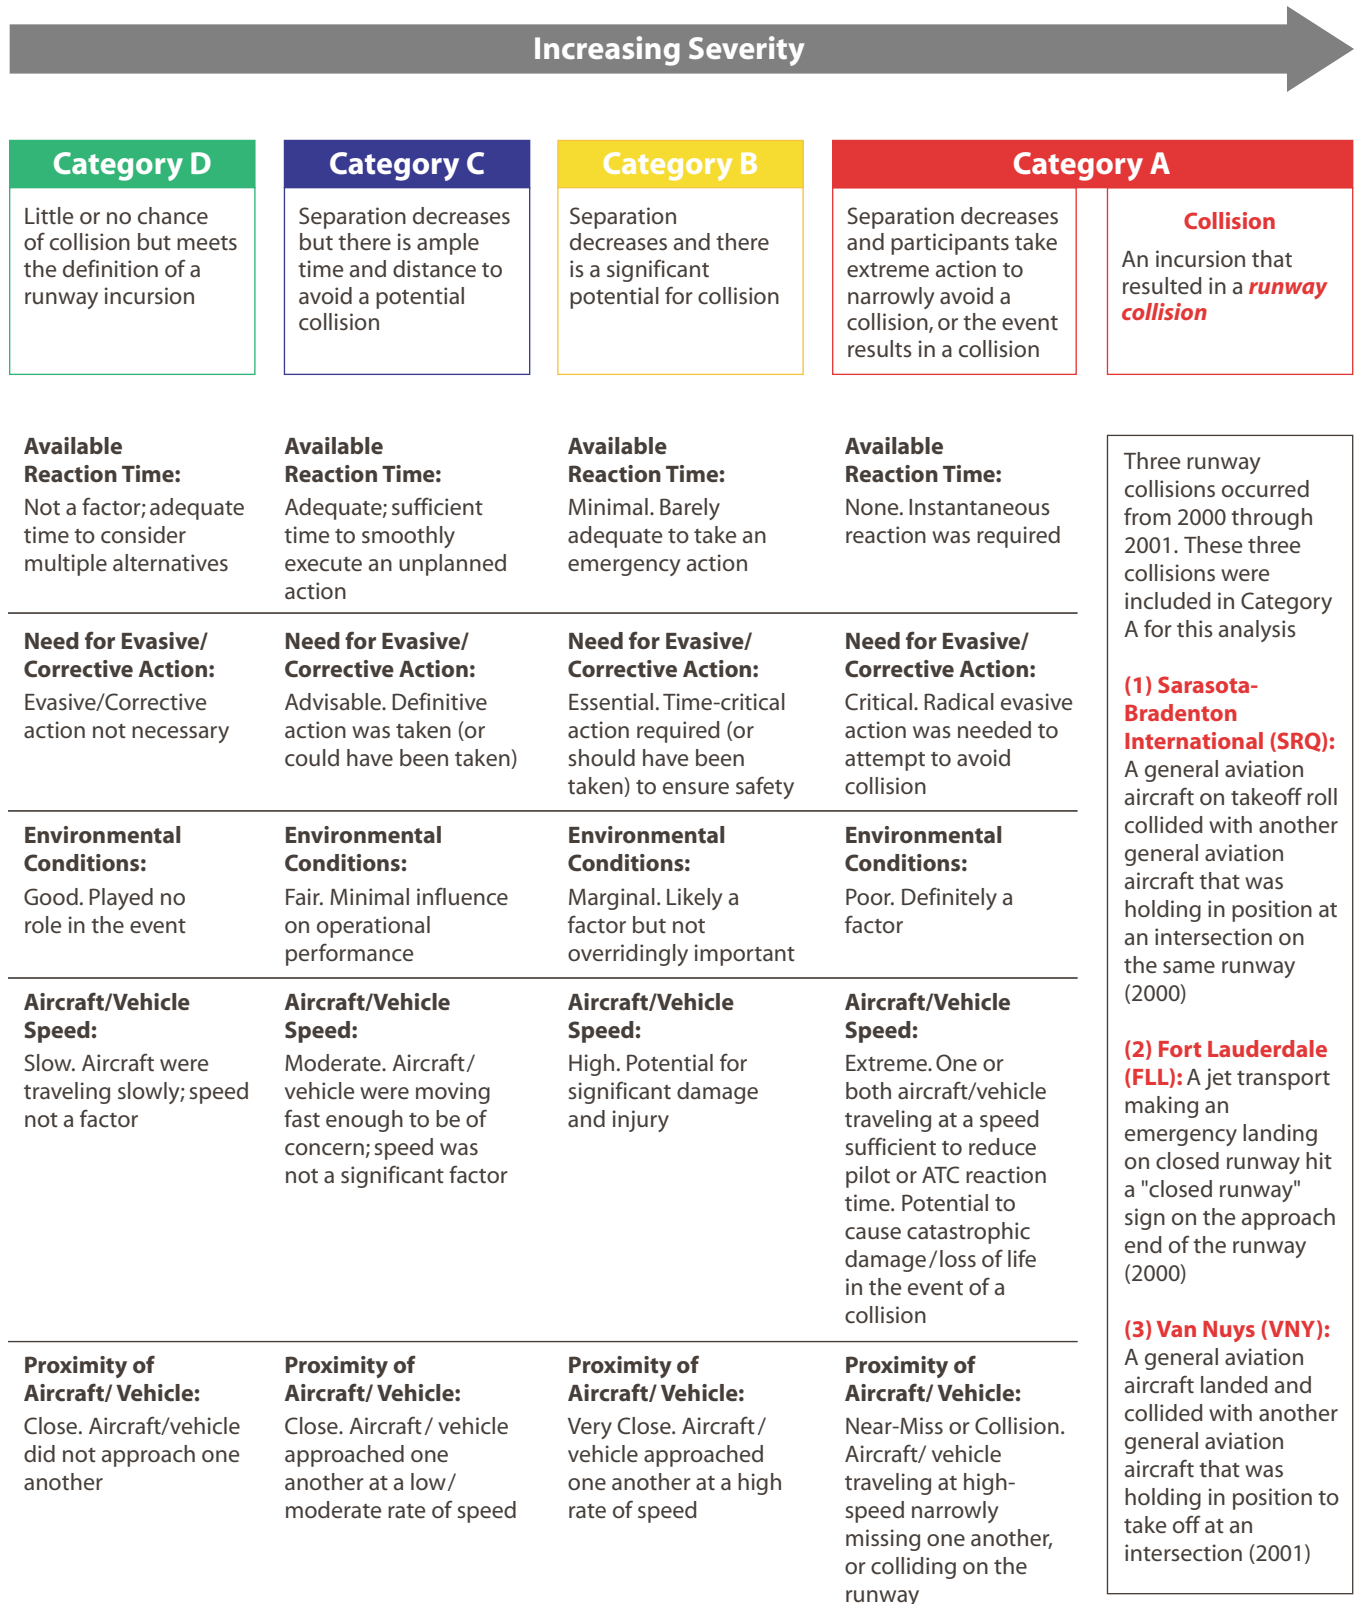 Increasing Severity
Category D
Little or no chance
of collision but meets
the definition of a
runway incursion
Category C
Separation decreases
but there is ample
time and distance to
avoid a potential
collision
Category B
Separation
decreases and there
is a significant
potential for collision
Category A
Separation decreases
and participants take
extreme action to
narrowly avoid a
collision, or the event
results in a collision
Collision
An incursion that
resulted in a runway
collision
Available
Reaction Time:
Not a factor; adequate
time to consider
multiple alternatives
Available
Reaction Time:
Adequate; sufficient
time to smoothly
execute an unplanned
action
Available
Reaction Time:
Minimal. Barely
adequate to take an
emergency action
Available
Reaction Time:
None. Instantaneous
reaction was required
Need for Evasive/
Corrective Action:
Evasive/Corrective
action not necessary
Need for Evasive/
Corrective Action:
Advisable. Definitive
action was taken (or
could have been taken)
Need for Evasive/
Corrective Action:
Essential. Time-critical
action required (or
should have been
taken) to ensure safety
Need for Evasive/
Corrective Action:
Critical. Radical evasive
action was needed to
attempt to avoid
collision
Environmental
Conditions:
Good. Played no
role in the event
Environmental
Conditions:
Fair. Minimal influence
on operational
performance
Environmental
Conditions:
Marginal. Likely a
factor but not
overridingly important
Environmental
Conditions:
Poor. Definitely a
factor
Aircraft/Vehicle
Speed:
Slow. Aircraft were
traveling slowly; speed
not a factor
Aircraft/Vehicle
Speed:
Moderate. Aircraft/
vehicle were moving
fast enough to be of
concern; speed was
not a significant factor
Aircraft/Vehicle
Speed:
High. Potential for
significant damage
and injury
Aircraft/Vehicle
Speed:
Extreme. One or
both aircraft/vehicle
traveling at a speed
sufficient to reduce
pilot or ATC reaction
time. Potential to
cause catastrophic
damage/loss of life
in the event of a
collision
Proximity of
Aircraft/ Vehicle:
Close. Aircraft/vehicle
did not approach one
another
Proximity of
Aircraft/ Vehicle:
Close. Aircraft/ vehicle
approached one
another at a low/
moderate rate of speed
Proximity of
Aircraft/ Vehicle:
Very Close. Aircraft/
vehicle approached
one another at a high
rate of speed
Proximity of
Aircraft/ Vehicle:
Near-Miss or Collision.
Aircraft/ vehicle
traveling at high-
speed narrowly
missing one another,
or colliding on the
runway
Three runway
collisions occurred
from 2000 through
2001. These three
collisions were
included in Category
A for this analysis
(1) Sarasota-
Bradenton
International (SRQ):
A general aviation
aircraft on takeoff roll
collided with another
general aviation
aircraft that was
holding in position at
an intersection on
the same runway
(2000)
(2) Fort Lauderdale
(FLL): A jet transport
making an
emergency landing
on closed runway hit
a "closed runway"
sign on the approach
end of the runway
(2000)
(3) Van Nuys (VNY):
A general aviation
aircraft landed and
collided with another
general aviation
aircraft that was
holding in position to
take off at an
intersection (2001)